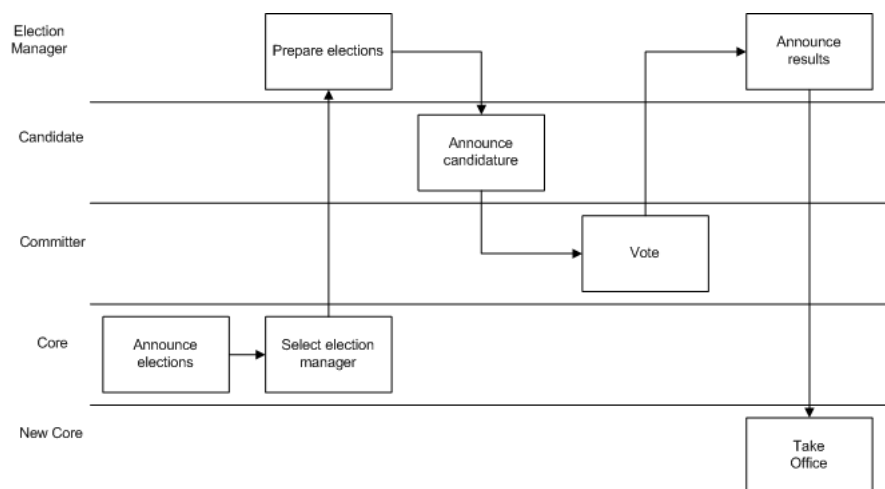 Election
Manager
Prepare elections
Announce
results
Candidate
Announce
candidature
Committer
Vote
Core
Announce
elections
Select election
manager
New Core
Take
Office